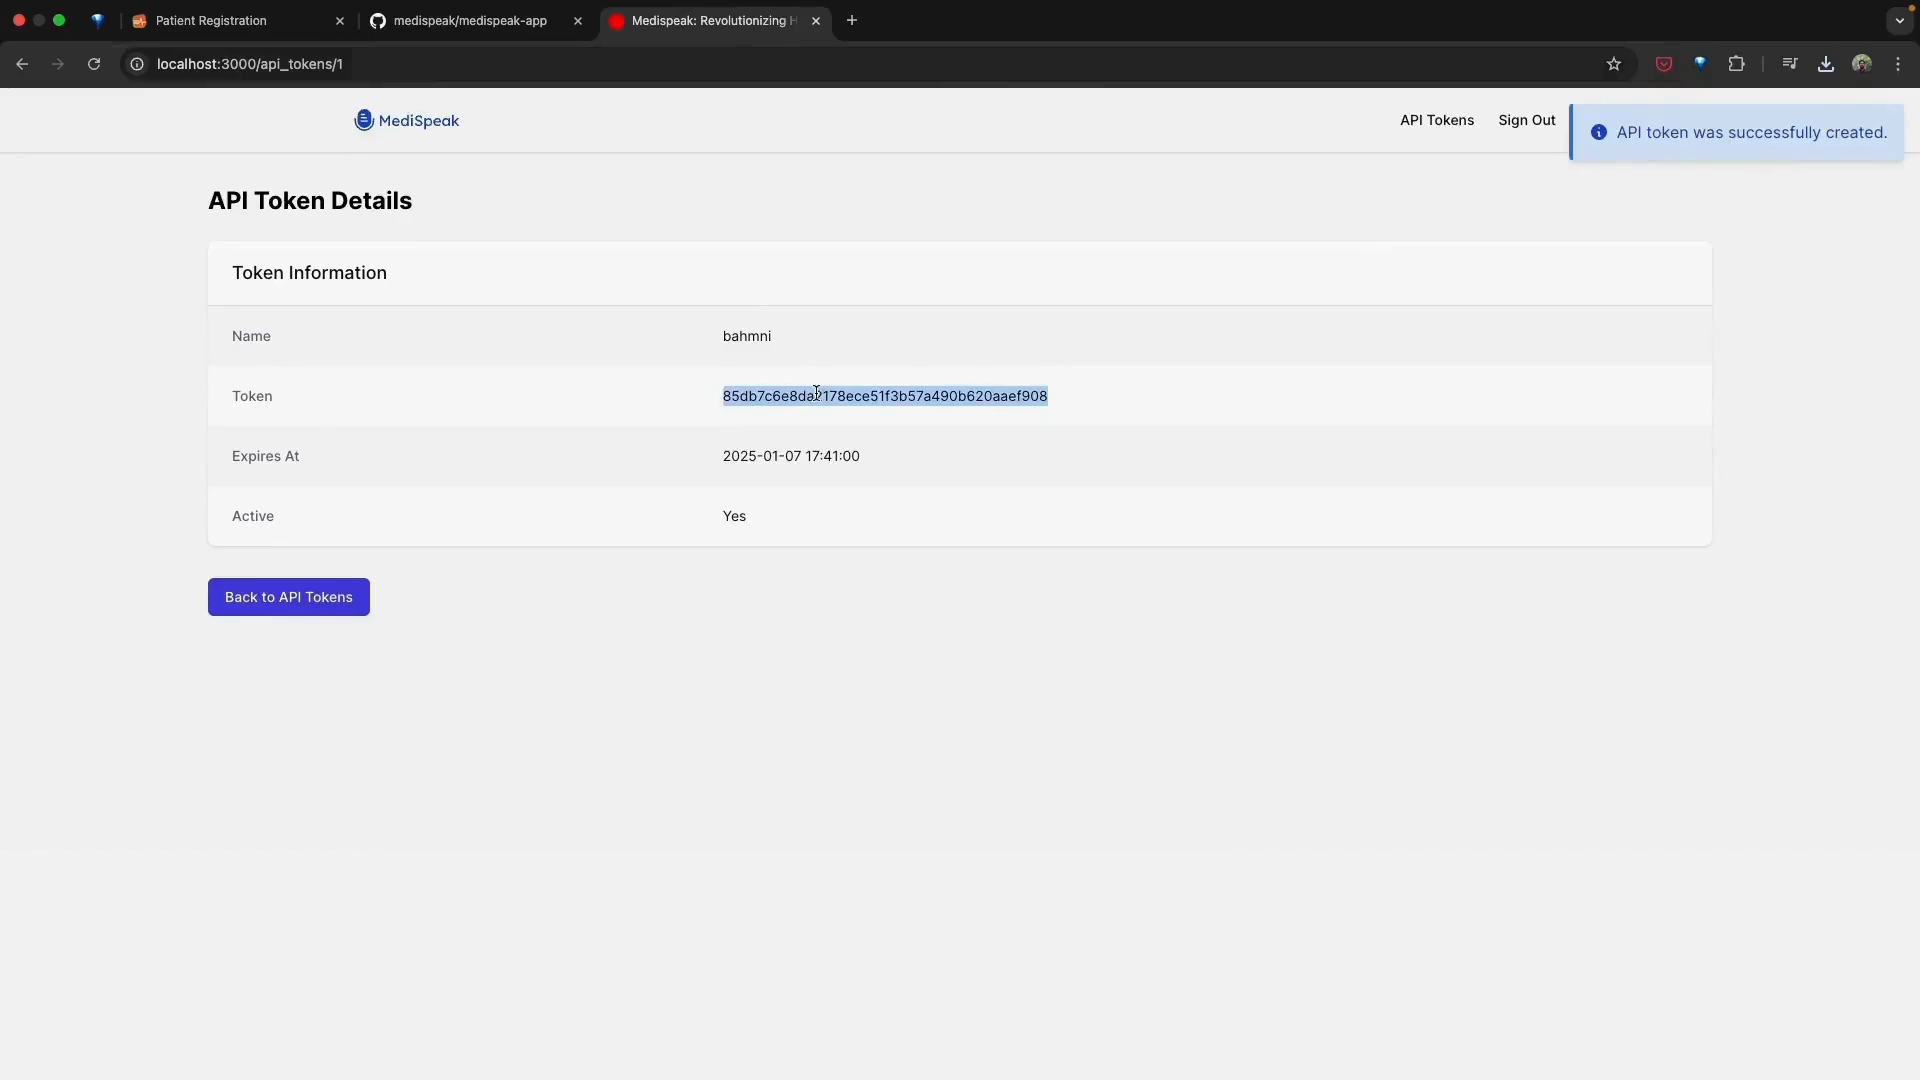 Patient Registration
medispeak/medispeak-app
Medispeak: Revolutionizing H
localhost:3000/api_tokens/1
MediSpeak
API Tokens
Sign Out
API token was successfully created.
API Token Details
Token Information
Name
bahmni
Token
Expires At
2025-01-07 17:41:00
Active
Yes
Back to API Tokens